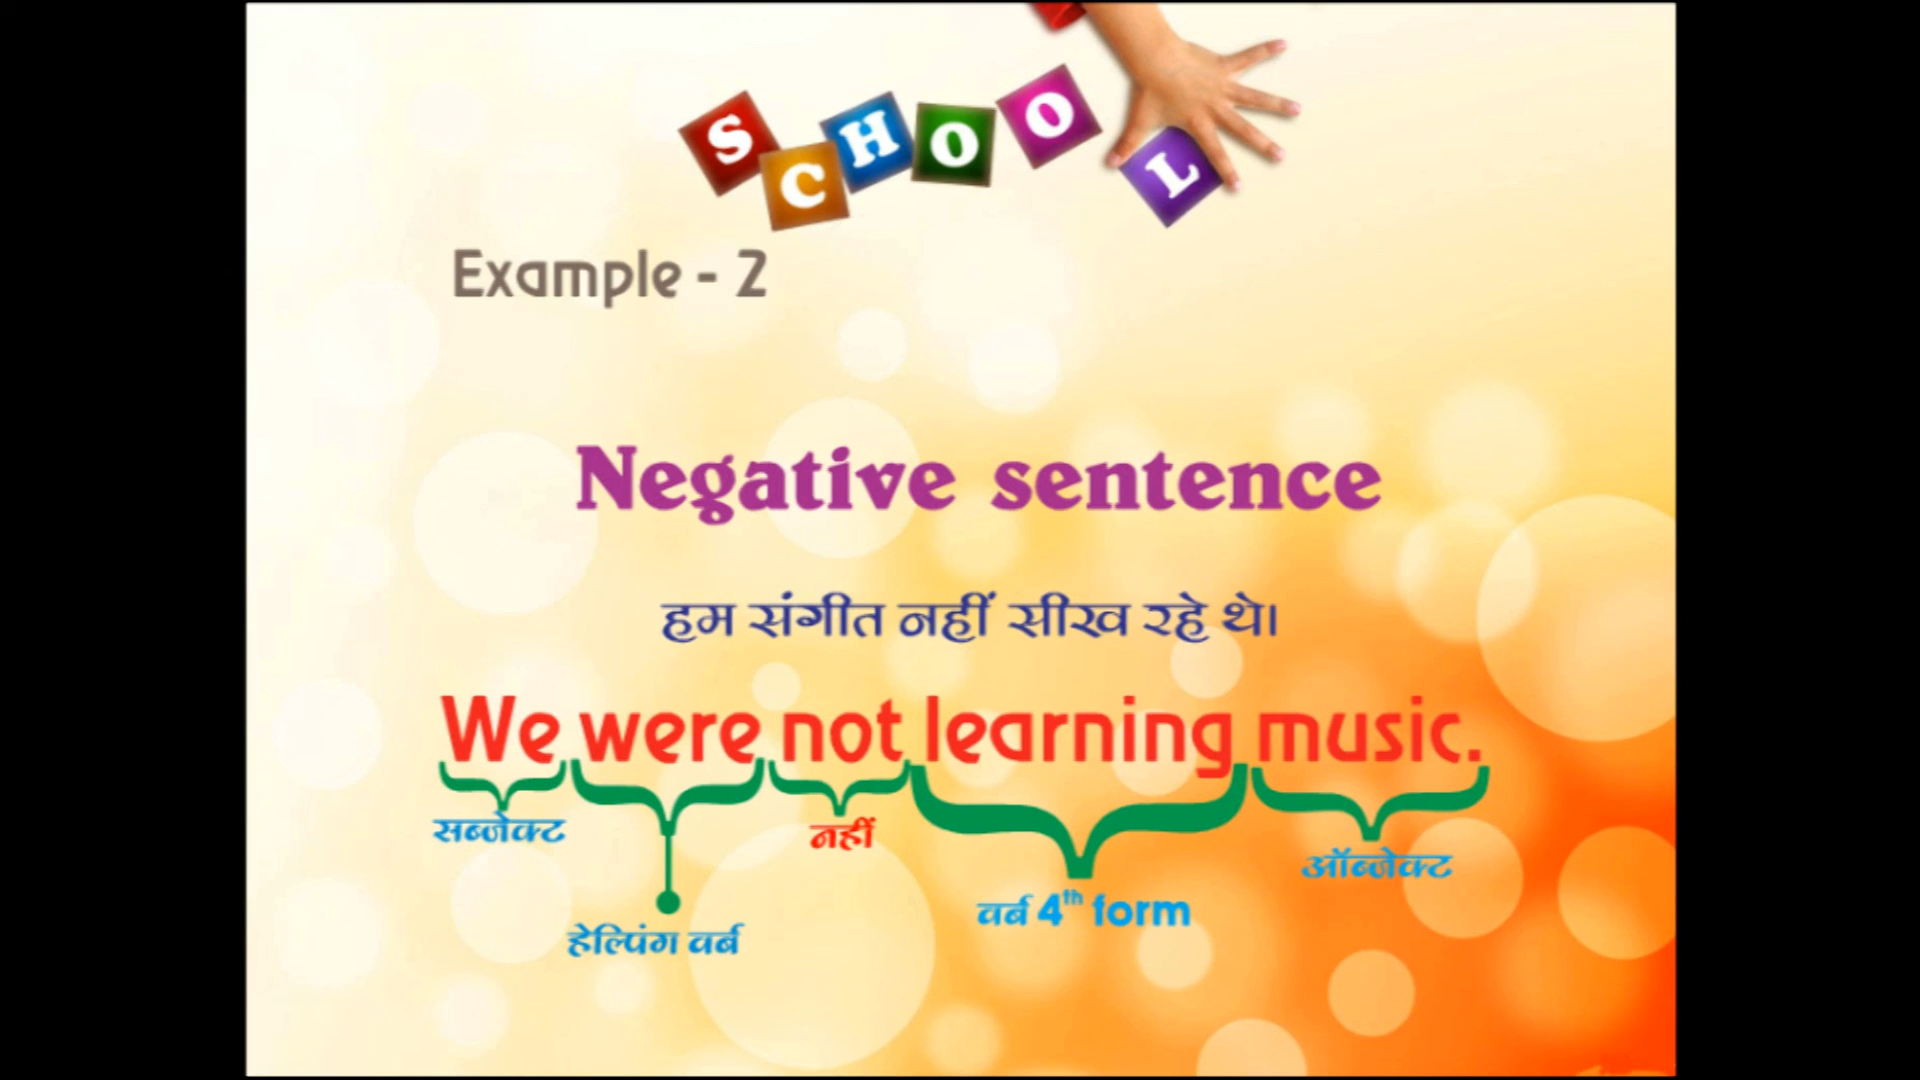 SCHOOL
Example - 2
Negative sentence
हम संगीत नहीं सीख रहे थे।
We were not learning music.
सब्जेक्ट
नहीं
ऑब्जेक्ट
वर्ब 4th form
हेल्पिंग वर्ब